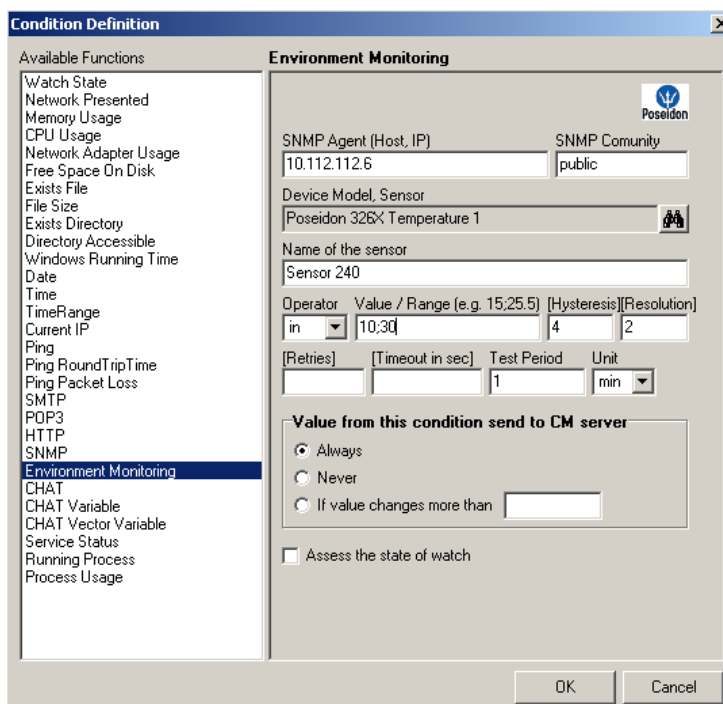 Condition Definition
Available Functions
Watch State
Network Presented
Memory Usage
CPU Usage
Network Adapter Usage
Free Space On Disk
Exists File
File Size
Exists Directory
Directory Accessible
Windows Running Time
Date
Time
TimeRange
Current IP
Ping
Ping RoundTripTime
Ping Packet Loss
SMTP
POP3
HTTP
SNMP
Environment Monitoring
CHAT
CHAT Variable
CHAT Vector Variable
Service Status
Running Process
Process Usage
Environment Monitoring
Poseidon
SNMP Agent (Host, IP) SNMP Comunity
10.112.112.6 public
Device Model, Sensor
Poseidon 326X Temperature 1
Name of the sensor
Sensor 240
Operator Value / Range (e.g. 15;25.5) [Hysteresis] [Resolution]
in 10;30 4 2
[Retries] [Timeout in sec] Test Period Unit
1 min
Value from this condition send to CM server
Always
Never
If value changes more than
Assess the state of watch
OK Cancel